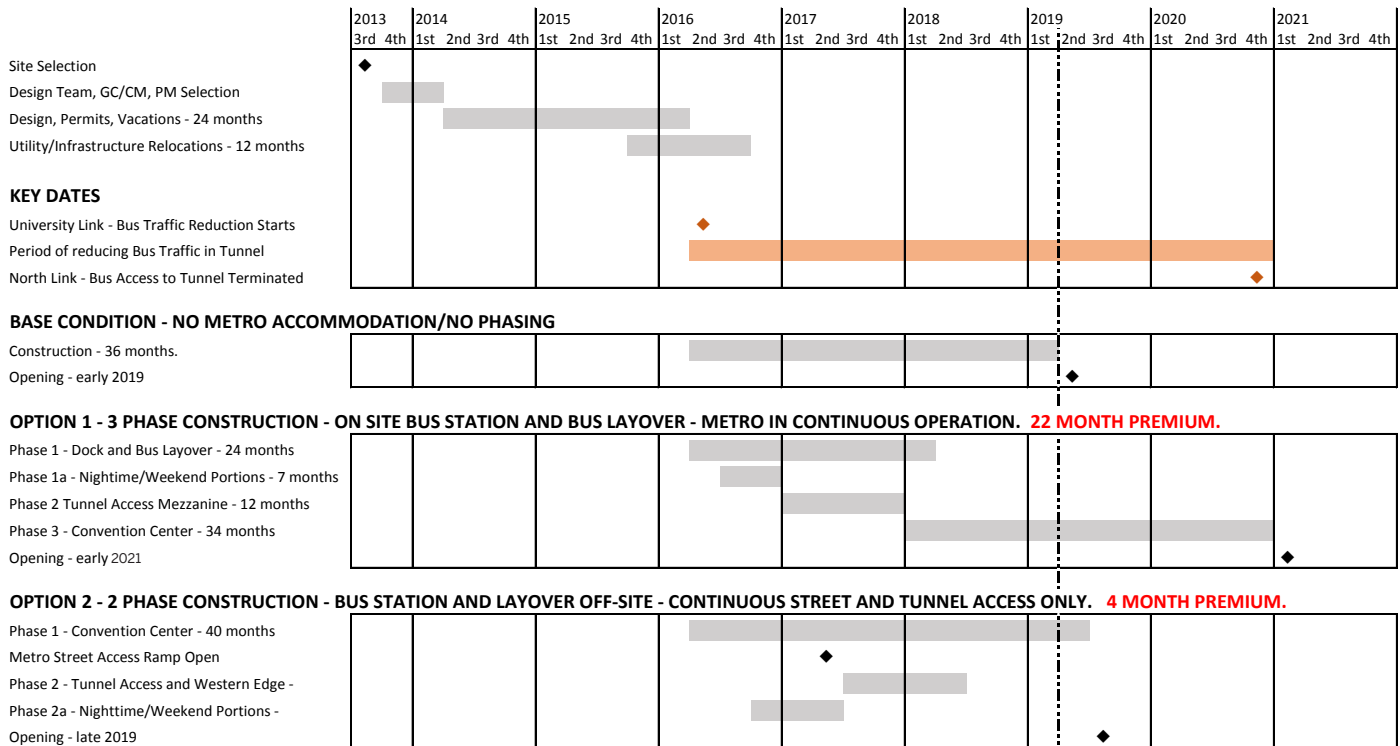 2013 2014 2015 2016 2017 2018 2019 2020 2021
3rd 4th 1st 2nd 3rd 4th 1st 2nd 3rd 4th 1st 2nd 3rd 4th 1st 2nd 3rd 4th 1st 2nd 3rd 4th 1st 2nd 3rd 4th 1st 2nd 3rd 4th 1st 2nd 3rd 4th
Site Selection
Design Team, GC/CM, PM Selection
Design, Permits, Vacations - 24 months
Utility/Infrastructure Relocations - 12 months
KEY DATES
University Link - Bus Traffic Reduction Starts
Period of reducing Bus Traffic in Tunnel
North Link - Bus Access to Tunnel Terminated
BASE CONDITION - NO METRO ACCOMMODATION/NO PHASING
Construction - 36 months.
Opening - early 2019
OPTION 1 - 3 PHASE CONSTRUCTION - ON SITE BUS STATION AND BUS LAYOVER - METRO IN CONTINUOUS OPERATION. 22 MONTH PREMIUM.
Phase 1 - Dock and Bus Layover - 24 months
Phase 1a - Nightime/Weekend Portions - 7 months
Phase 2 Tunnel Access Mezzanine - 12 months
Phase 3 - Convention Center - 34 months
Opening - early 2021
OPTION 2 - 2 PHASE CONSTRUCTION - BUS STATION AND LAYOVER OFF-SITE - CONTINUOUS STREET AND TUNNEL ACCESS ONLY. 4 MONTH PREMIUM.
Phase 1 - Convention Center - 40 months
Metro Street Access Ramp Open
Phase 2 - Tunnel Access and Western Edge -
Phase 2a - Nighttime/Weekend Portions -
Opening - late 2019